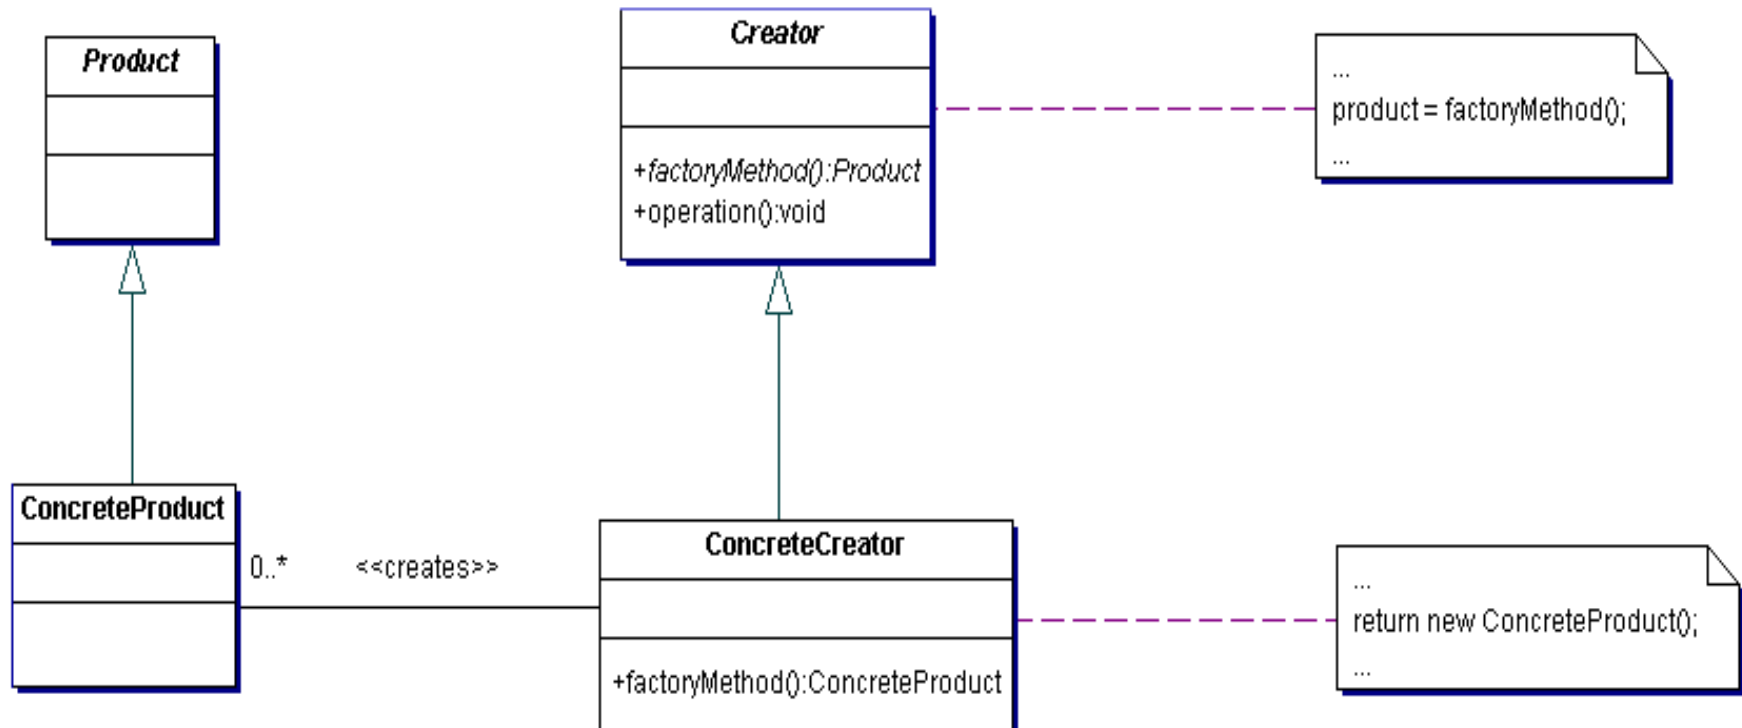 Product
Creator
+factoryMethod():Product
+operation():void
...
product = factoryMethod();
...
ConcreteProduct
0..* <<creates>>
ConcreteCreator
+factoryMethod():ConcreteProduct
...
return new ConcreteProduct();
...